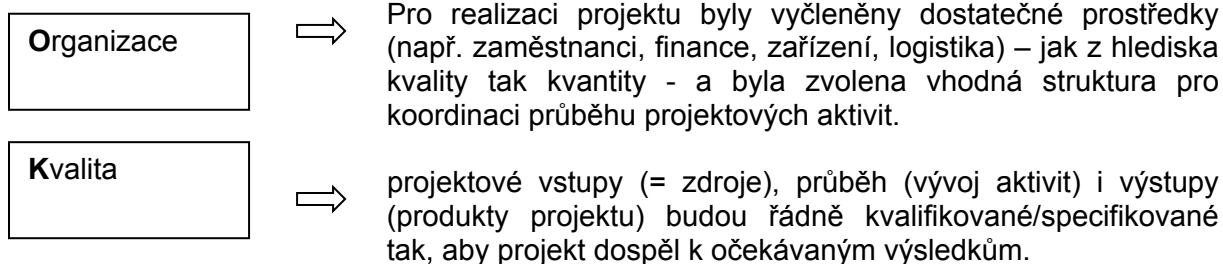 Organizace
Pro realizaci projektu byly vyčleněny dostatečné prostředky
(např. zaměstnanci, finance, zařízení, logistika) – jak z hlediska
kvality tak kvantity - a byla zvolena vhodná struktura pro
koordinaci průběhu projektových aktivit.
Kvalita
projektové vstupy (= zdroje), průběh (vývoj aktivit) i výstupy
(produkty projektu) budou řádně kvalifikované/specifikované
tak, aby projekt dospěl k očekávaným výsledkům.